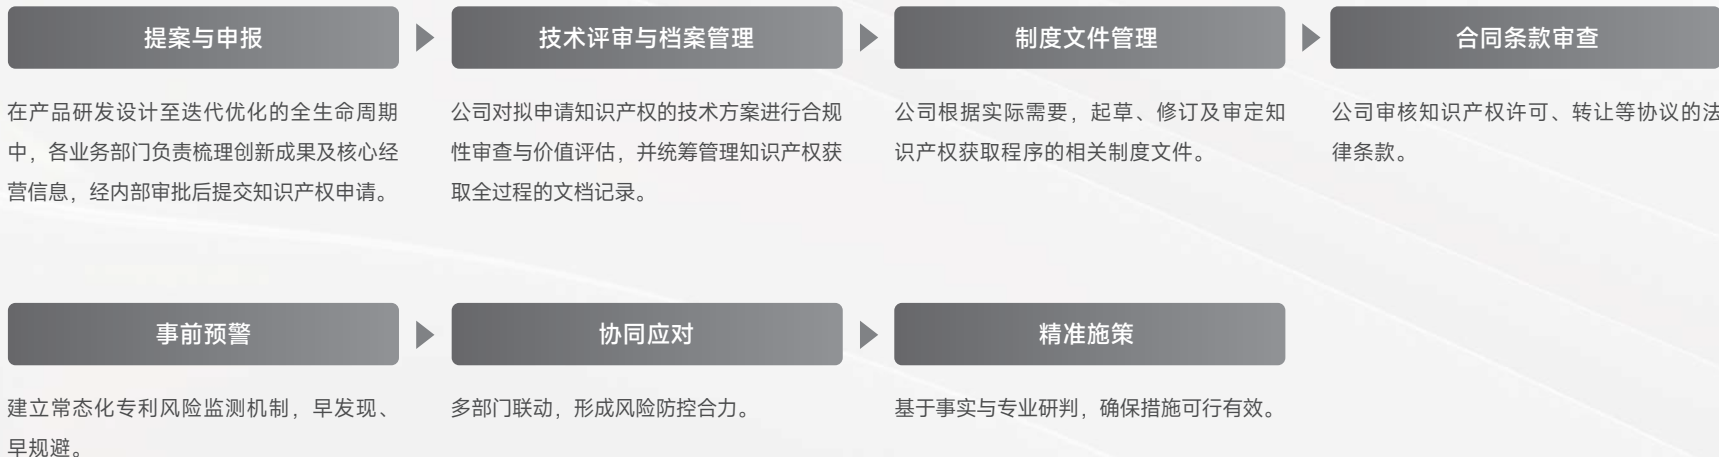 提案与申报
技术评审与档案管理
制度文件管理
合同条款审查
在产品研发设计至迭代优化的全生命周期
中，各业务部门负责梳理创新成果及核心经
营信息，经内部审批后提交知识产权申请。
公司对拟申请知识产权的技术方案进行合规
性审查与价值评估，并统筹管理知识产权获
取全过程的文档记录。
公司根据实际需要，起草、修订及审定知
识产权获取程序的相关制度文件。
公司审核知识产权许可、转让等协议的法
律条款。
事前预警
协同应对
精准施策
建立常态化专利风险监测机制，早发现、
早规避。
多部门联动，形成风险防控合力。
基于事实与专业研判，确保措施可行有效。